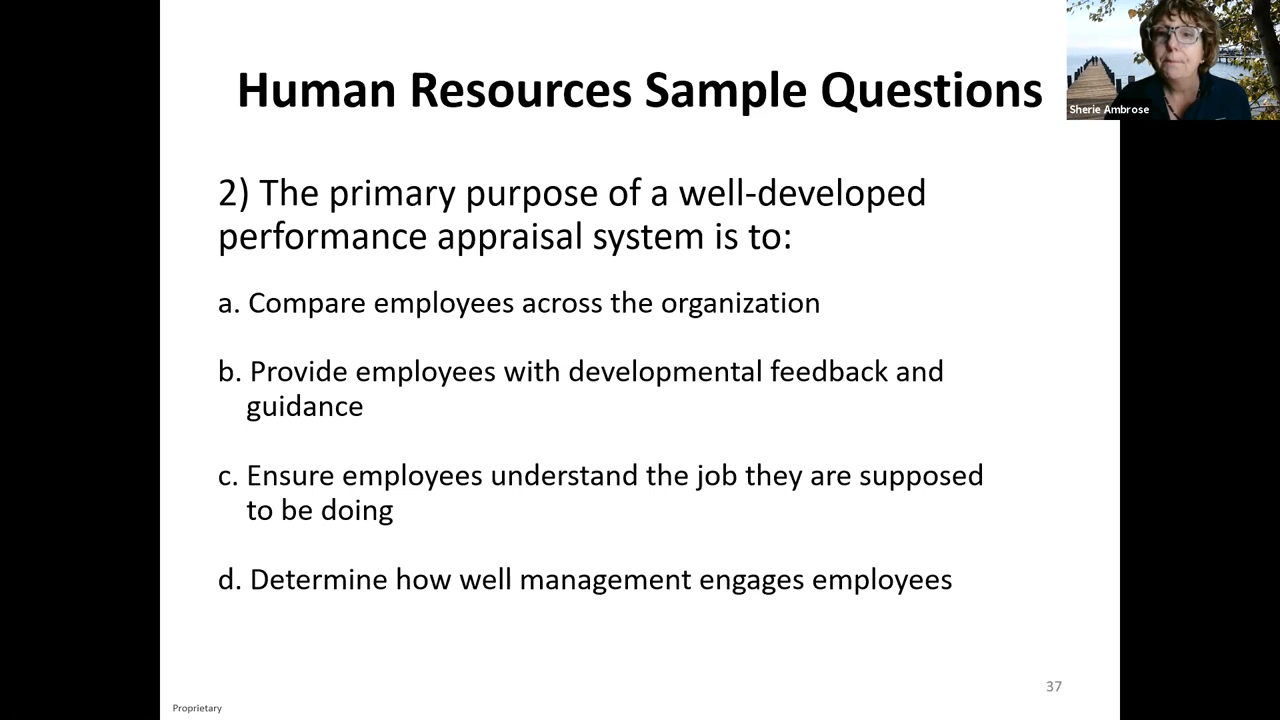 Human Resources Sample Questions
Sherie Ambrose
2) The primary purpose of a well-developed
performance appraisal system is to:
a. Compare employees across the organization
b. Provide employees with developmental feedback and
guidance
c. Ensure employees understand the job they are supposed
to be doing
d. Determine how well management engages employees
37
Proprietary